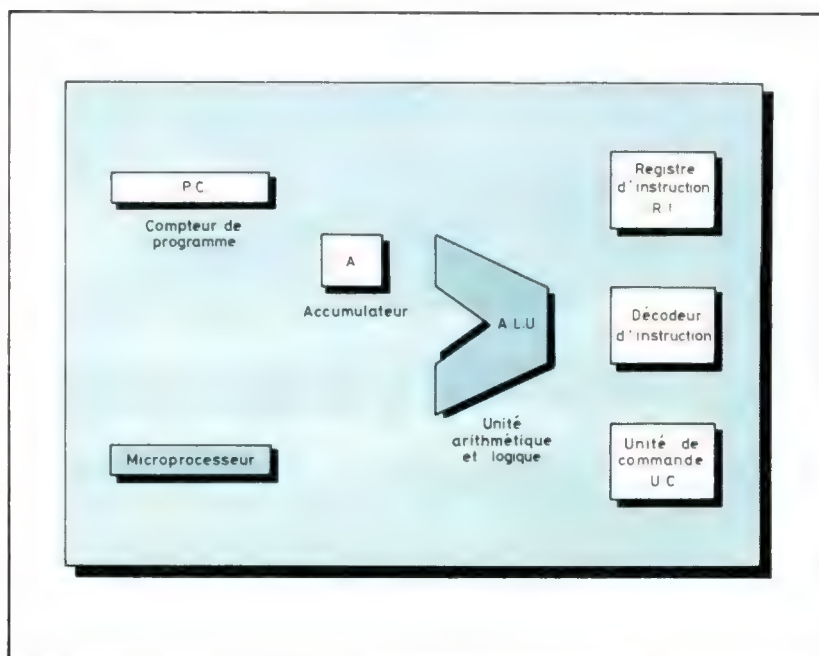 P.C.
Compteur de
programme
A
Accumulateur
A.L.U
Unité
arithmétique
et logique
Registre
d'instruction
R I
Décodeur
d'instruction
Unité de
commande
U C
Microprocesseur